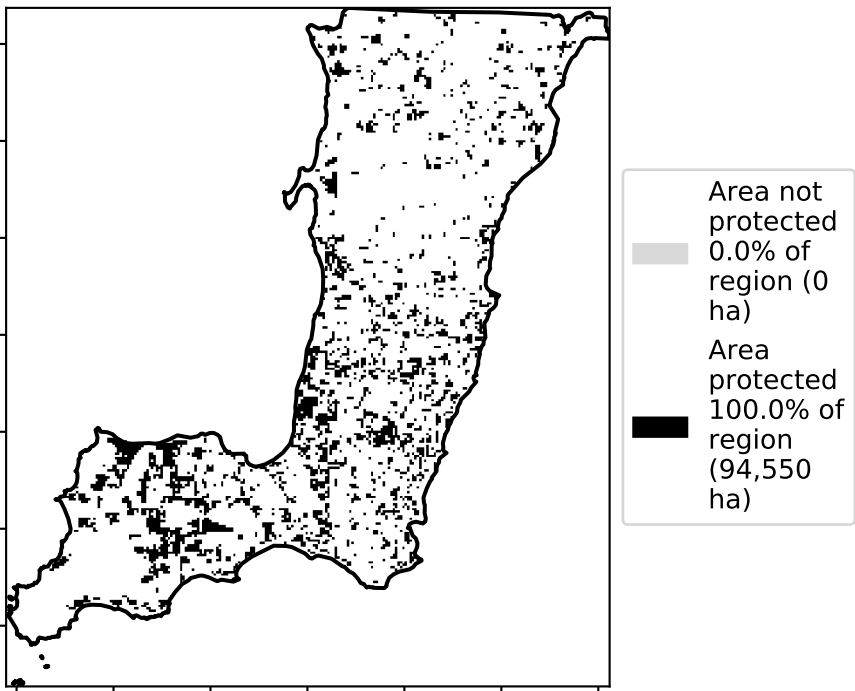 Area not
protected
0.0% of
region (0
ha)
Area
protected
100.0% of
region
(94,550
ha)